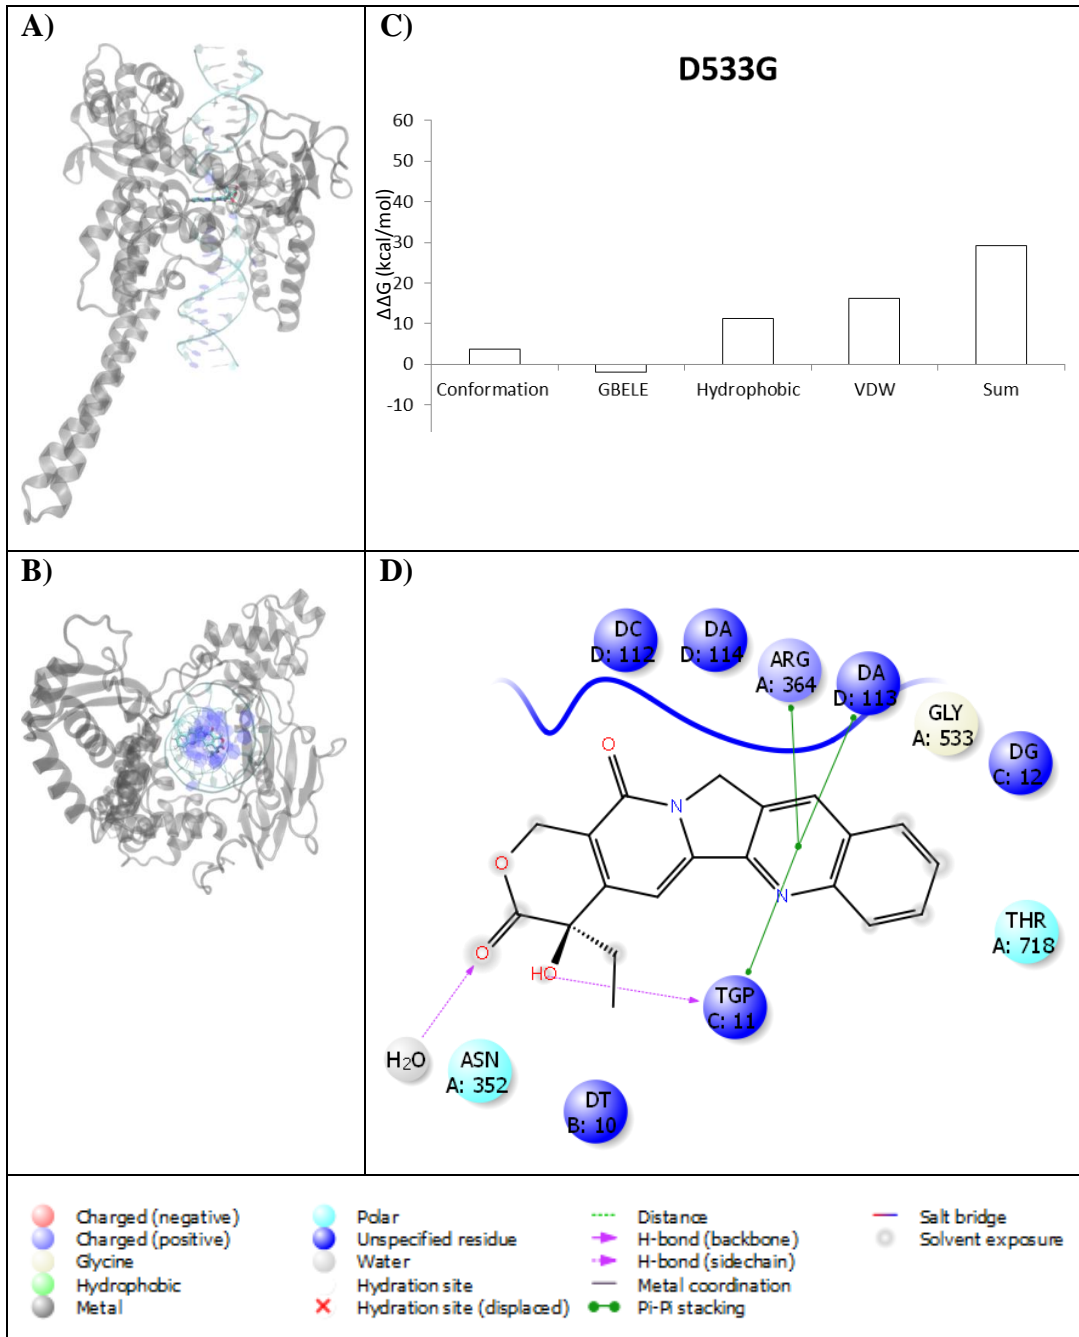 A)
B)
C)
D533G
ΔΔG (kcal/mol)
60
50
40
30
20
10
0
-10
Conformation GBELE Hydrophobic VDW Sum
D)
DC
D: 112
DA
D: 114
ARG
A: 364
DA
D: 113
GLY
A: 533
DG
C: 12
O
N
O
N
O
HO
THR
A: 718
TGP
C: 11
H₂O
ASN
A: 352
DT
B: 10
Charged (negative)
Charged (positive)
Glycine
Hydrophobic
Metal
Polar
Unspecified residue
Water
Hydration site
Hydration site (displaced)
Distance
H-bond (backbone)
H-bond (sidechain)
Metal coordination
Pi-Pi stacking
Salt bridge
Solvent exposure